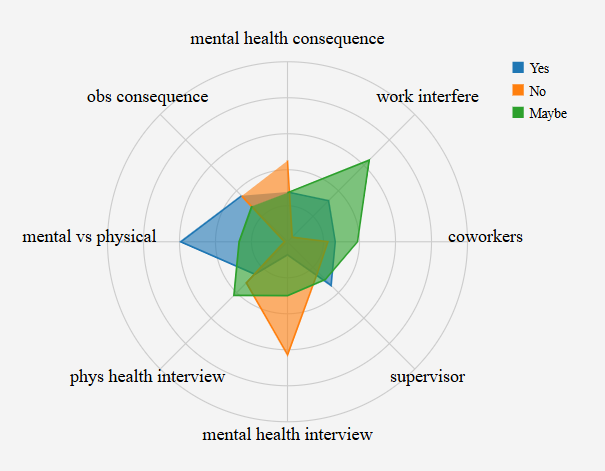 mental health consequence
obs consequence
work interfere
Yes
No
Maybe
mental vs physical
coworkers
phys health interview
supervisor
mental health interview